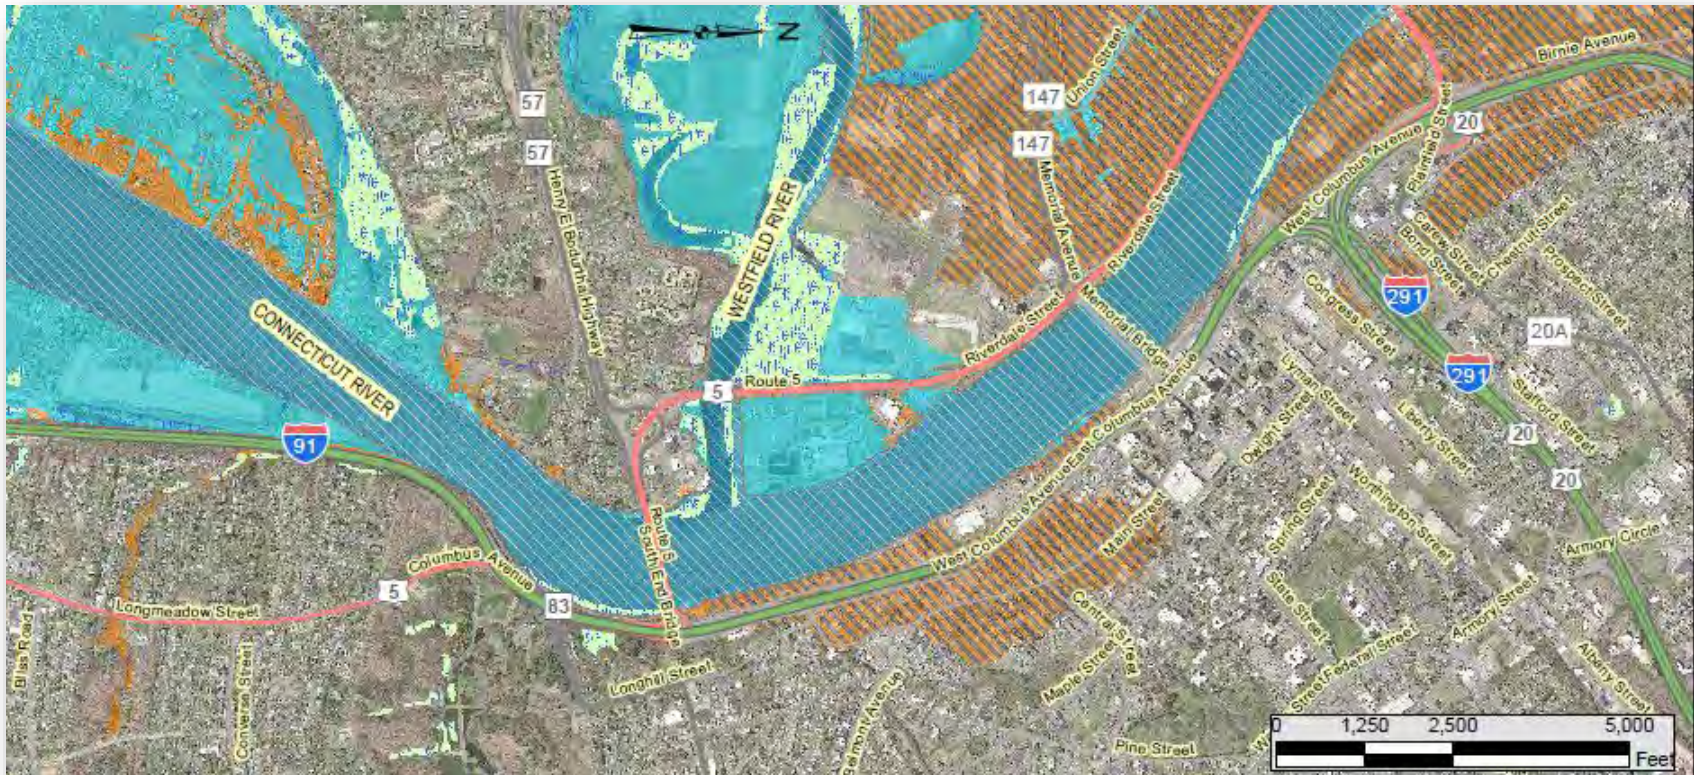 N
Birnie Avenue
147
Union Street
57
20
147
57
Plainfield Street
West Columbus Avenue
Memorial Avenue
Henry E Bodurtha Highway
WESTFIELD RIVER
Riverdale Street
Carew Street
Bond Street
Chestnut Street
Prospect Street
291
Congress Street
20A
CONNECTICUT RIVER
Memorial Bridge
Riverdale Street
291
Route 5
5
Lyman Street
Stafford Street
Liberty Street
Dwight Street
East Columbus Avenue
West Columbus Avenue
91
20
20
Worthington Street
Spring Street
Main Street
Route 5
South End Bridge
Armory Circle
Columbus Avenue
5
83
Longmeadow Street
State Street
Central Street
Armory Street
Federal Street
Street
Maple Street
Albany Street
Bliss Road
Converse Street
Longhill Street
Belmont Avenue
Pine Street
W
0 1,250 2,500 5,000
Feet